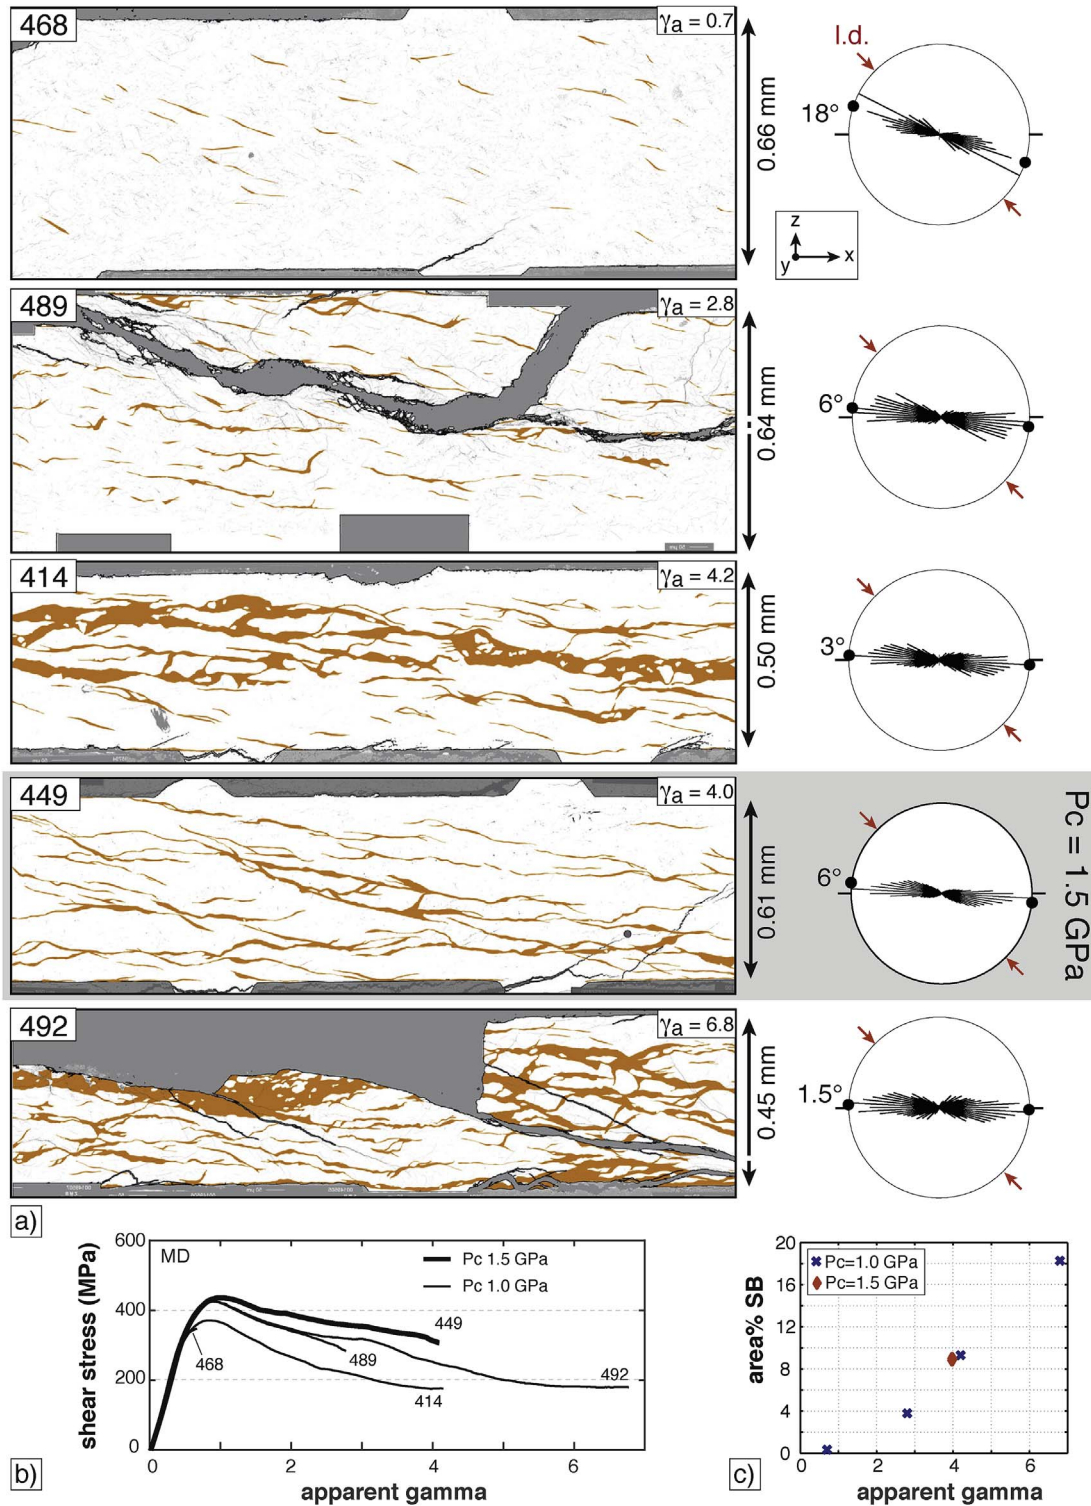 468
γa = 0.7
0.66 mm
l.d.
18°
z
y
x
489
γa = 2.8
0.64 mm
6°
414
γa = 4.2
0.50 mm
3°
449
γa = 4.0
0.61 mm
6°
Pc = 1.5 GPa
492
γa = 6.8
0.45 mm
1.5°
a)
600
400
200
0
shear stress (MPa)
MD
Pc 1.5 GPa
Pc 1.0 GPa
449
468
489
492
414
0 2 4 6
apparent gamma
b)
20
16
12
8
4
0
area% SB
Pc=1.0 GPa
Pc=1.5 GPa
0 2 4 6
apparent gamma
c)